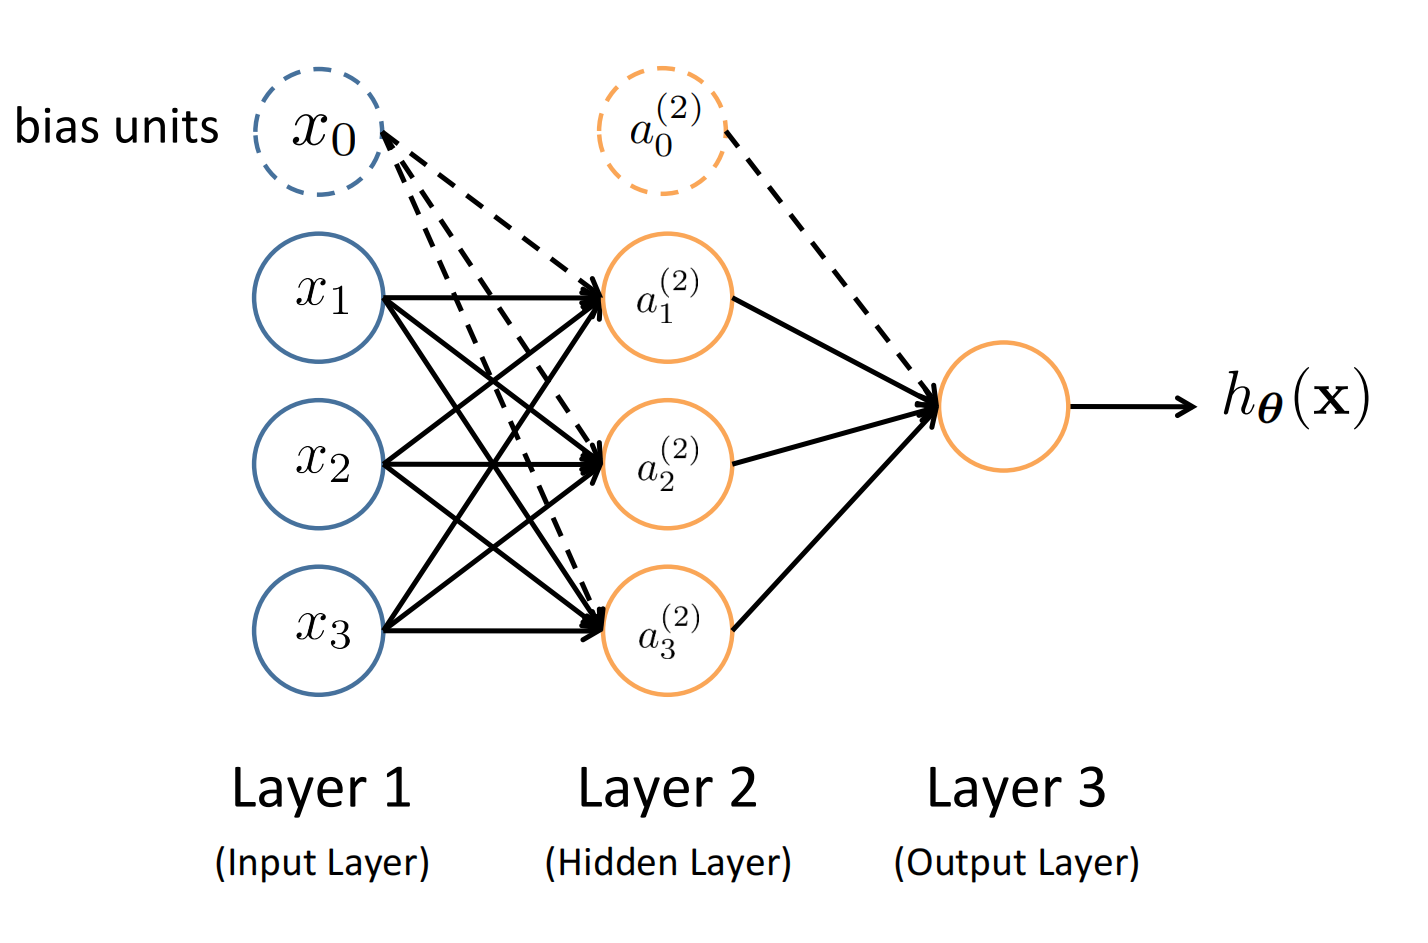 bias units
x₀
a₀⁽²⁾
x₁
a₁⁽²⁾
x₂
a₂⁽²⁾
x₃
a₃⁽²⁾
h_θ(x)
Layer 1
Layer 2
Layer 3
(Input Layer)
(Hidden Layer)
(Output Layer)